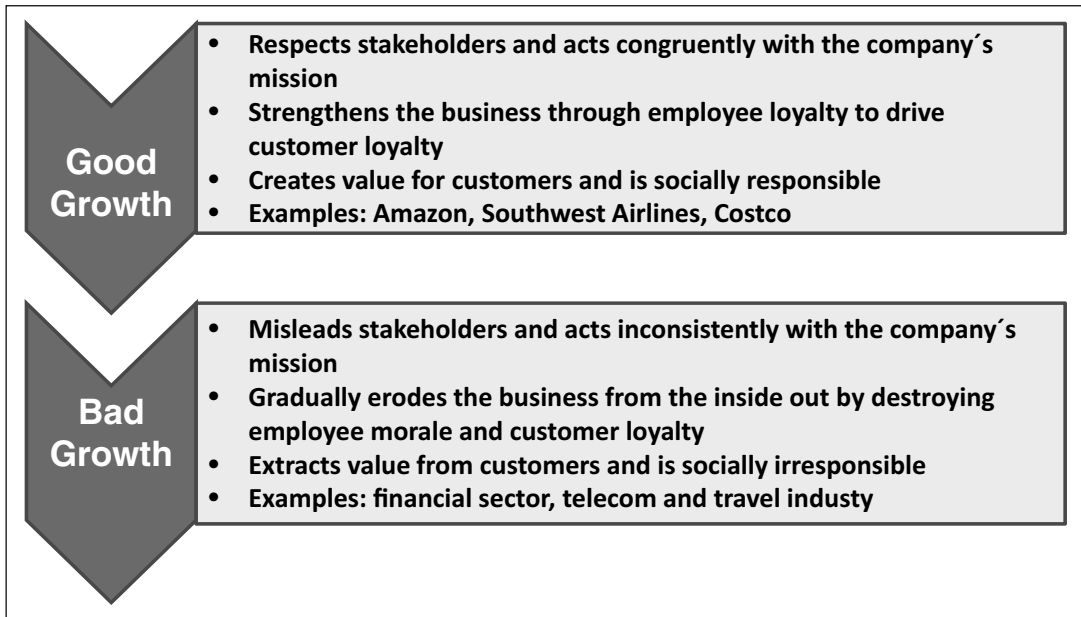 Good
Growth
• Respects stakeholders and acts congruently with the company´s
mission
• Strengthens the business through employee loyalty to drive
customer loyalty
• Creates value for customers and is socially responsible
• Examples: Amazon, Southwest Airlines, Costco
Bad
Growth
• Misleads stakeholders and acts inconsistently with the company´s
mission
• Gradually erodes the business from the inside out by destroying
employee morale and customer loyalty
• Extracts value from customers and is socially irresponsible
• Examples: financial sector, telecom and travel industy